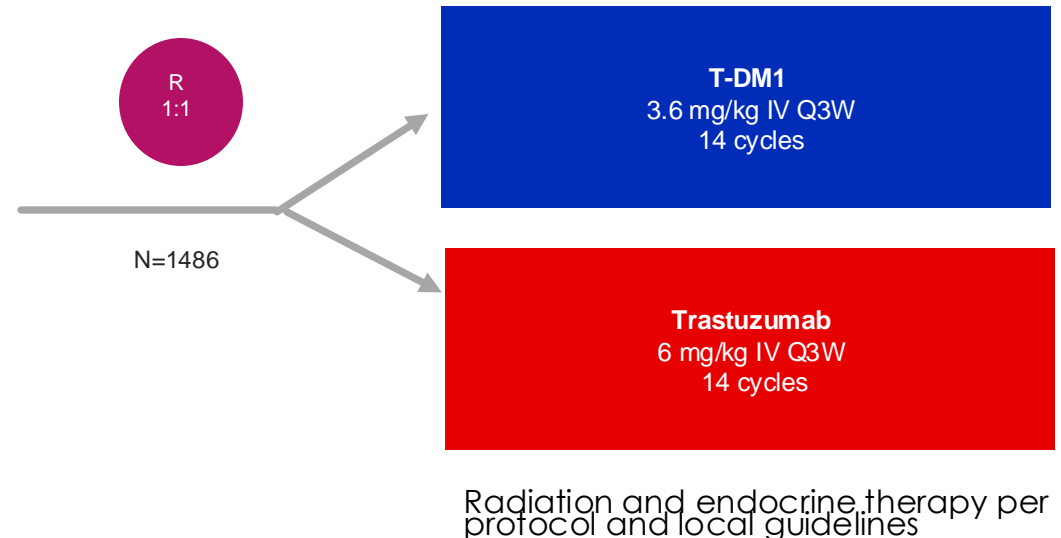 R
1:1
N=1486
T-DM1
3.6 mg/kg IV Q3W
14 cycles
Trastuzumab
6 mg/kg IV Q3W
14 cycles
Radiation and endocrine therapy per
protocol and local guidelines